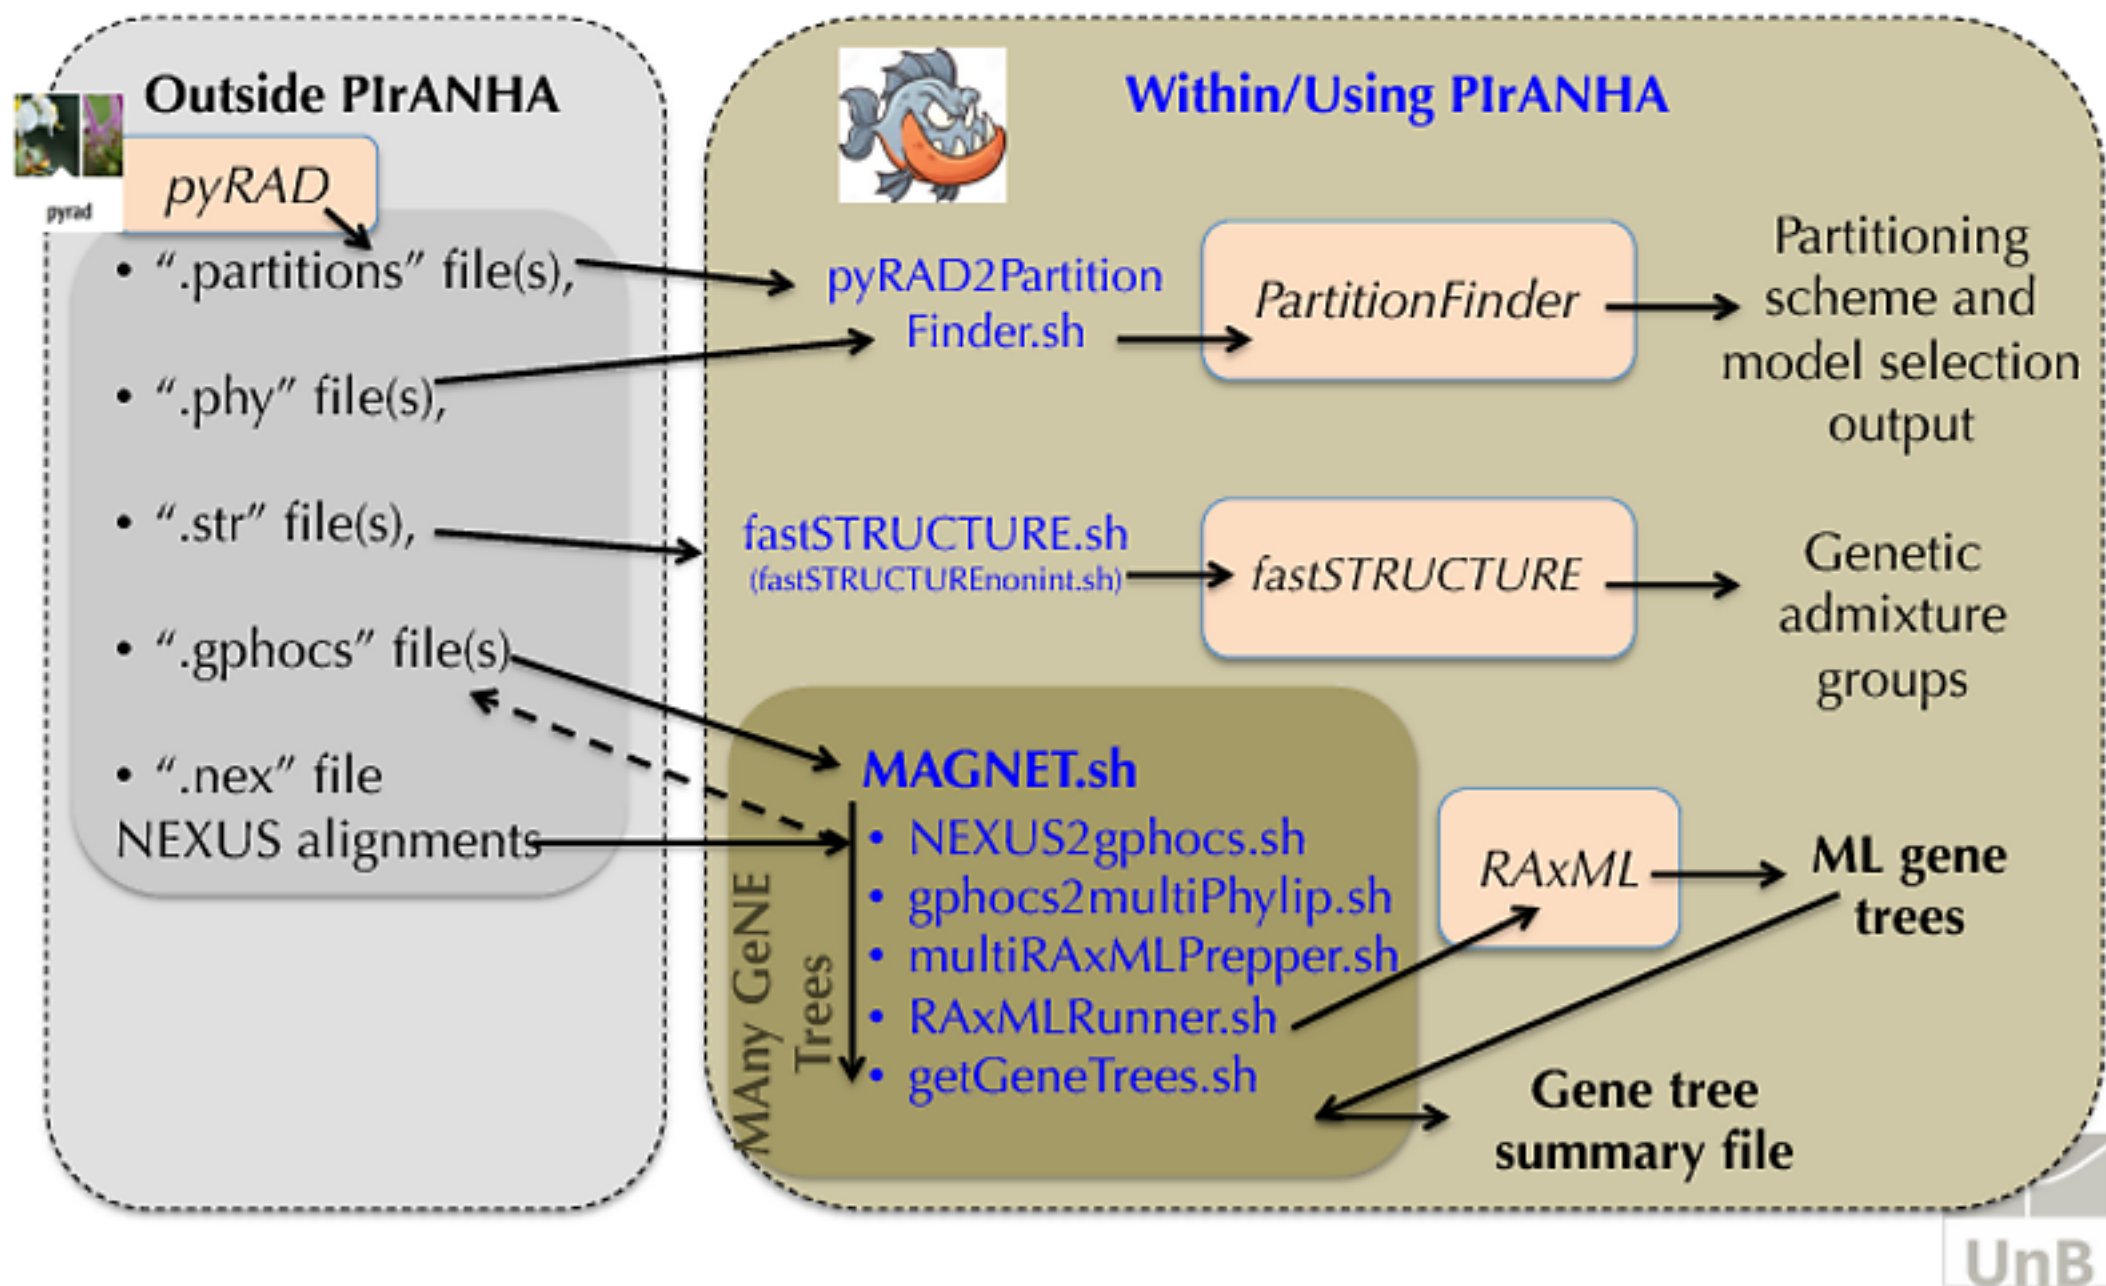 Outside PIrANHA
pyrad
pyRAD
• “.partitions” file(s),
• “.phy” file(s),
• “.str” file(s),
• “.gphocs” file(s)
• “.nex” file
NEXUS alignments
Within/Using PIrANHA
pyRAD2Partition
Finder.sh
PartitionFinder
Partitioning
scheme and
model selection
output
fastSTRUCTURE.sh
(fastSTRUCTUREnonint.sh)
fastSTRUCTURE
Genetic
admixture
groups
MAGNET.sh
• NEXUS2gphocs.sh
• gphocs2multiPhylip.sh
• multiRAxMLPrepper.sh
• RAxMLRunner.sh
• getGeneTrees.sh
MAny GeNE
Trees
RAxML
ML gene
trees
Gene tree
summary file
UnB